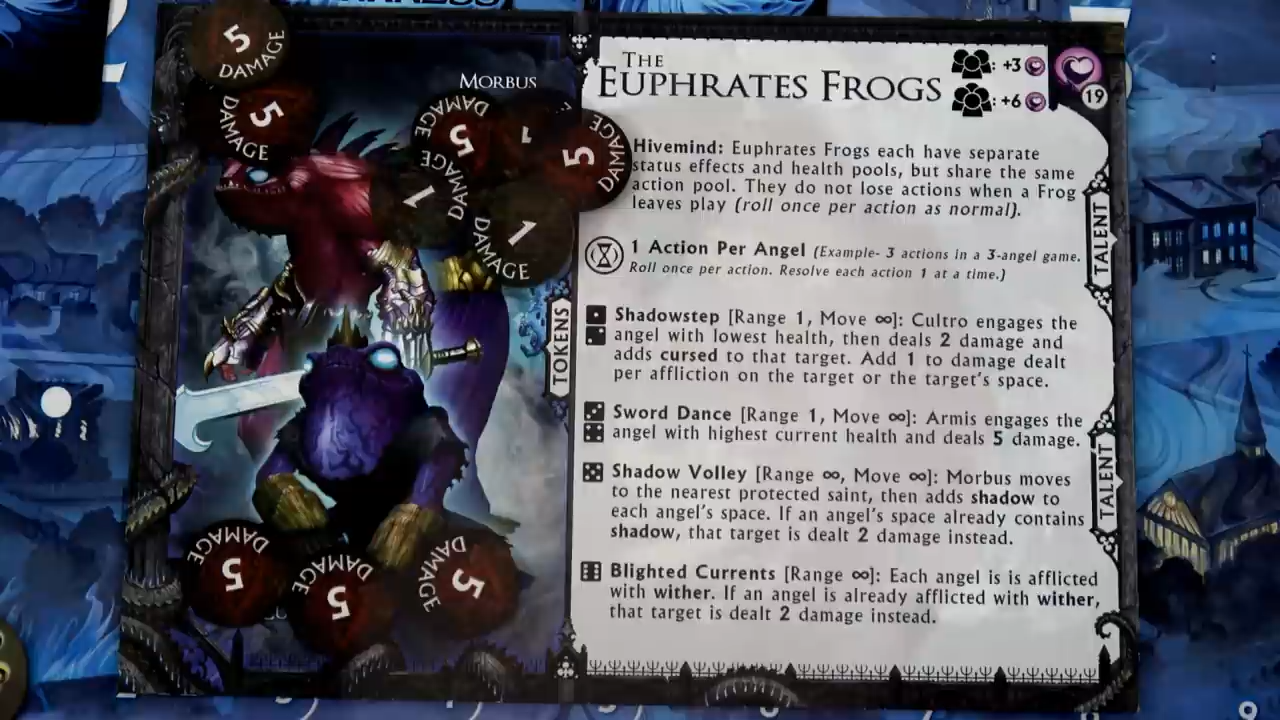 5
DAMAGE
5
DAMAGE
MORBUS
5
DAMAGE
1
5
DAMAGE
1
DAMAGE
1
DAMAGE
TOKENS
5
DAMAGE
5
DAMAGE
5
DAMAGE
THE
EUPHRATES FROGS
: +3
: +6
19
Hivemind: Euphrates Frogs each have separate
status effects and health pools, but share the same
action pool. They do not lose actions when a Frog
leaves play (roll once per action as normal).
TALENT
1 Action Per Angel (Example- 3 actions in a 3-angel game.
Roll once per action. Resolve each action 1 at a time.)
Shadowstep [Range 1, Move ∞]: Cultro engages the
angel with lowest health, then deals 2 damage and
adds cursed to that target. Add 1 to damage dealt
per affliction on the target or the target's space.
Sword Dance [Range 1, Move ∞]: Armis engages the
angel with highest current health and deals 5 damage.
TALENT
Shadow Volley [Range ∞, Move ∞]: Morbus moves
to the nearest protected saint, then adds shadow to
each angel's space. If an angel's space already contains
shadow, that target is dealt 2 damage instead.
Blighted Currents [Range ∞]: Each angel is is afflicted
with wither. If an angel is already afflicted with wither,
that target is dealt 2 damage instead.